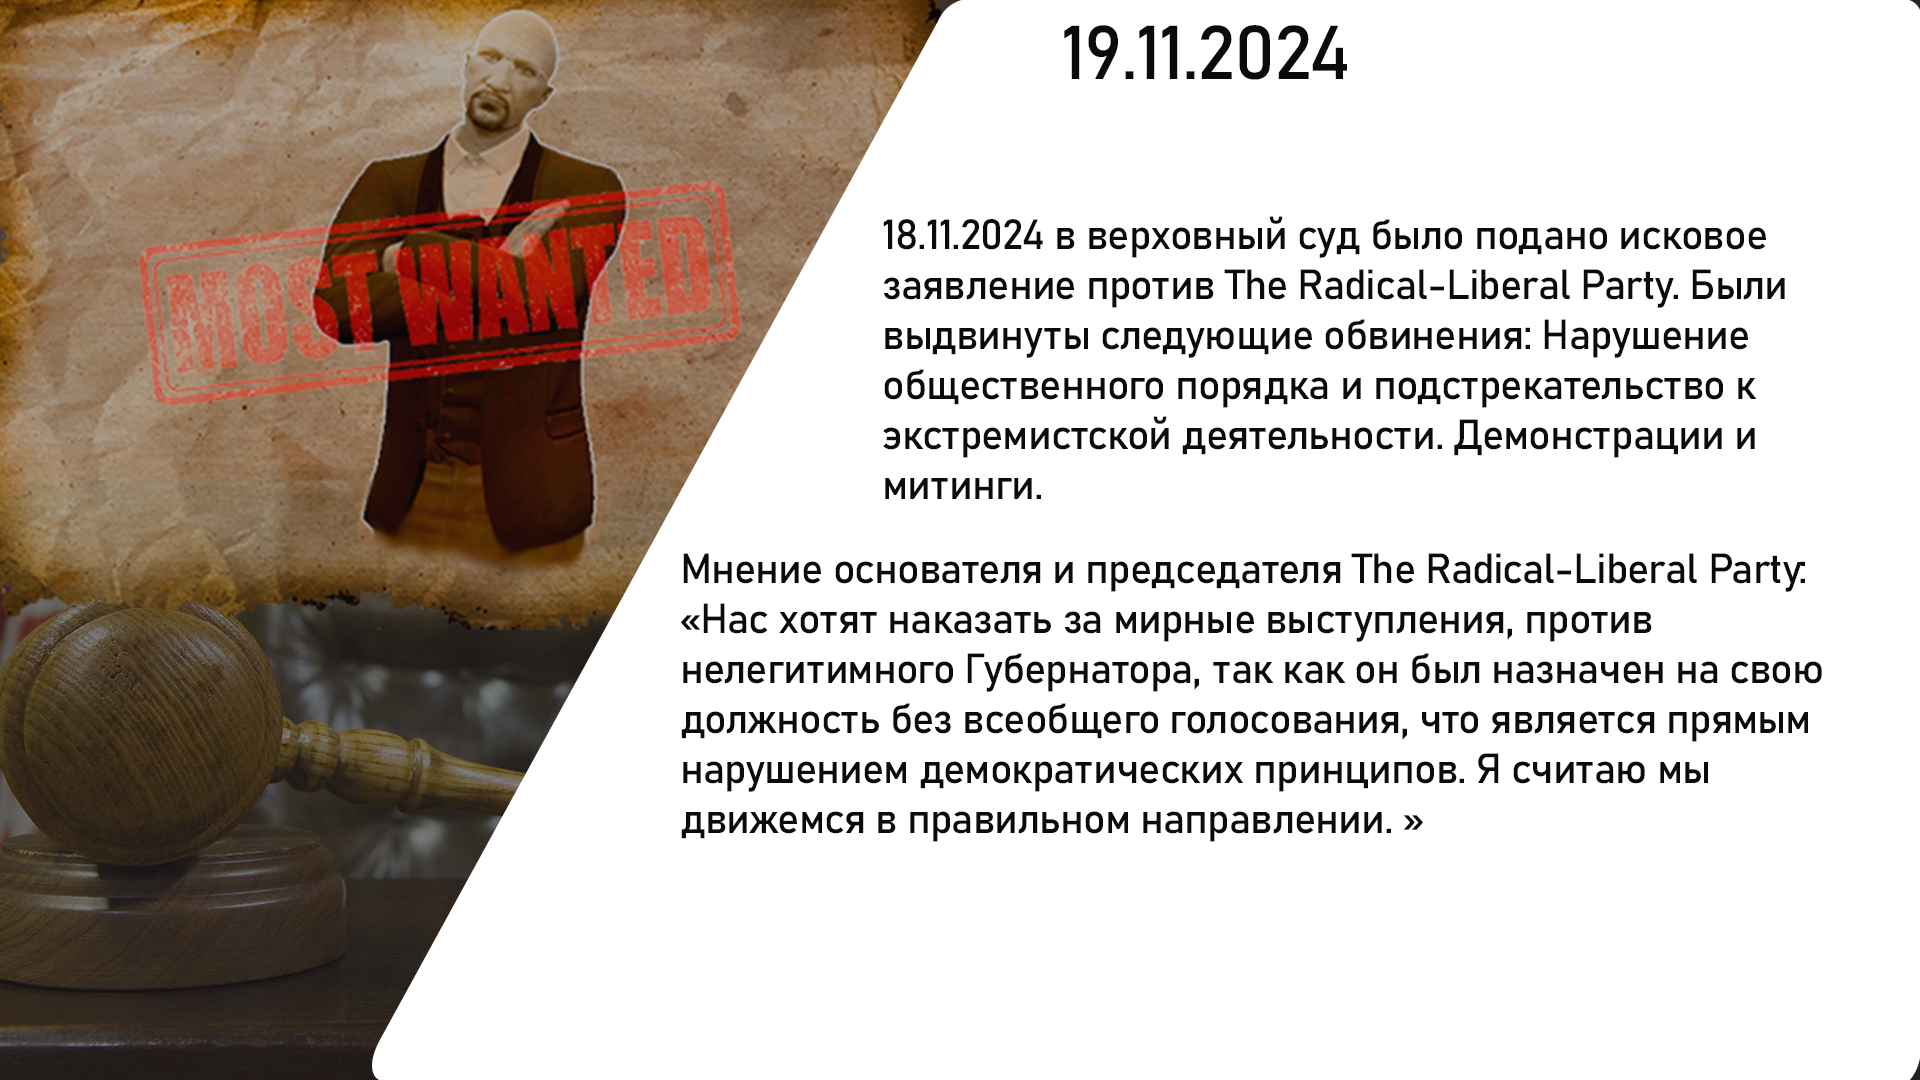 19.11.2024
MOST WANTED
18.11.2024 в верховный суд было подано исковое
заявление против The Radical-Liberal Party. Были
выдвинуты следующие обвинения: Нарушение
общественного порядка и подстрекательство к
экстремистской деятельности. Демонстрации и
митинги.
Мнение основателя и председателя The Radical-Liberal Party:
«Нас хотят наказать за мирные выступления, против
нелегитимного Губернатора, так как он был назначен на свою
должность без всеобщего голосования, что является прямым
нарушением демократических принципов. Я считаю мы
движемся в правильном направлении. »